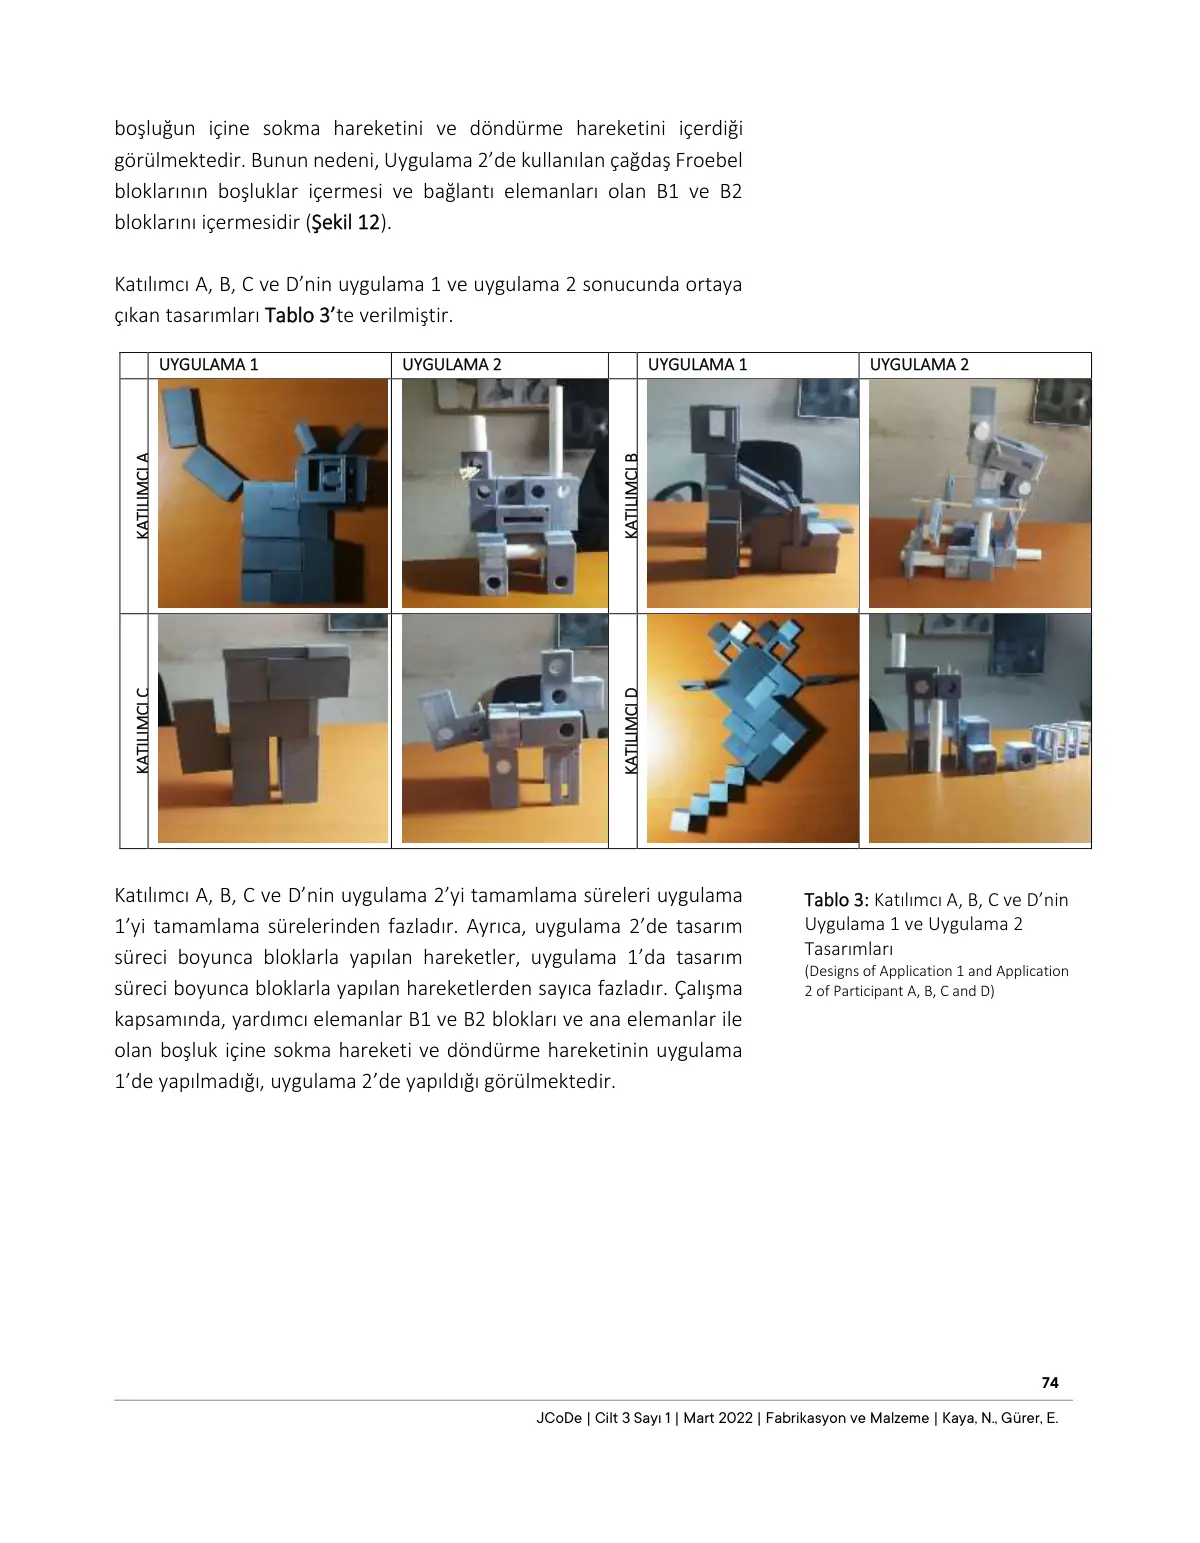 boşluğun içine sokma hareketini ve döndürme hareketini içerdiği
görülmektedir. Bunun nedeni, Uygulama 2’de kullanılan çağdaş Froebel
bloklarının boşluklar içermesi ve bağlantı elemanları olan B1 ve B2
bloklarını içermesidir (Şekil 12).
Katılımcı A, B, C ve D’nin uygulama 1 ve uygulama 2 sonucunda ortaya
çıkan tasarımları Tablo 3’te verilmiştir.
UYGULAMA 1 UYGULAMA 2 UYGULAMA 1 UYGULAMA 2
KATILIMCI A
KATILIMCI B
KATILIMCI C
KATILIMCI D
Katılımcı A, B, C ve D’nin uygulama 2’yi tamamlama süreleri uygulama
1’yi tamamlama sürelerinden fazladır. Ayrıca, uygulama 2’de tasarım
süreci boyunca bloklarla yapılan hareketler, uygulama 1’da tasarım
süreci boyunca bloklarla yapılan hareketlerden sayıca fazladır. Çalışma
kapsamında, yardımcı elemanlar B1 ve B2 blokları ve ana elemanlar ile
olan boşluk içine sokma hareketi ve döndürme hareketinin uygulama
1’de yapılmadığı, uygulama 2’de yapıldığı görülmektedir.
Tablo 3: Katılımcı A, B, C ve D’nin
Uygulama 1 ve Uygulama 2
Tasarımları
(Designs of Application 1 and Application
2 of Participant A, B, C and D)
74
JCoDe | Cilt 3 Sayı 1 | Mart 2022 | Fabrikasyon ve Malzeme | Kaya, N., Gürer, E.